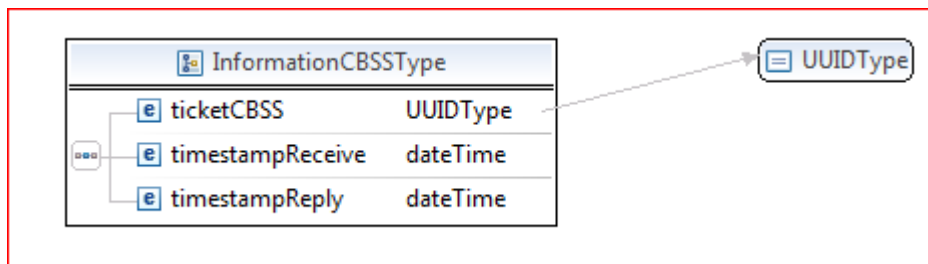 InformationCBSSType
UUIDType
e ticketCBSS UUIDType
e timestampReceive dateTime
e timestampReply dateTime